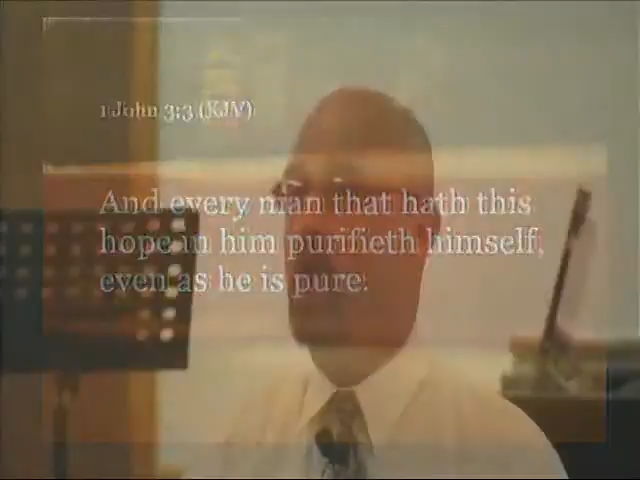 1 John 3:3 (KJV)
And every man that hath this
hope in him purifieth himself,
even as he is pure.